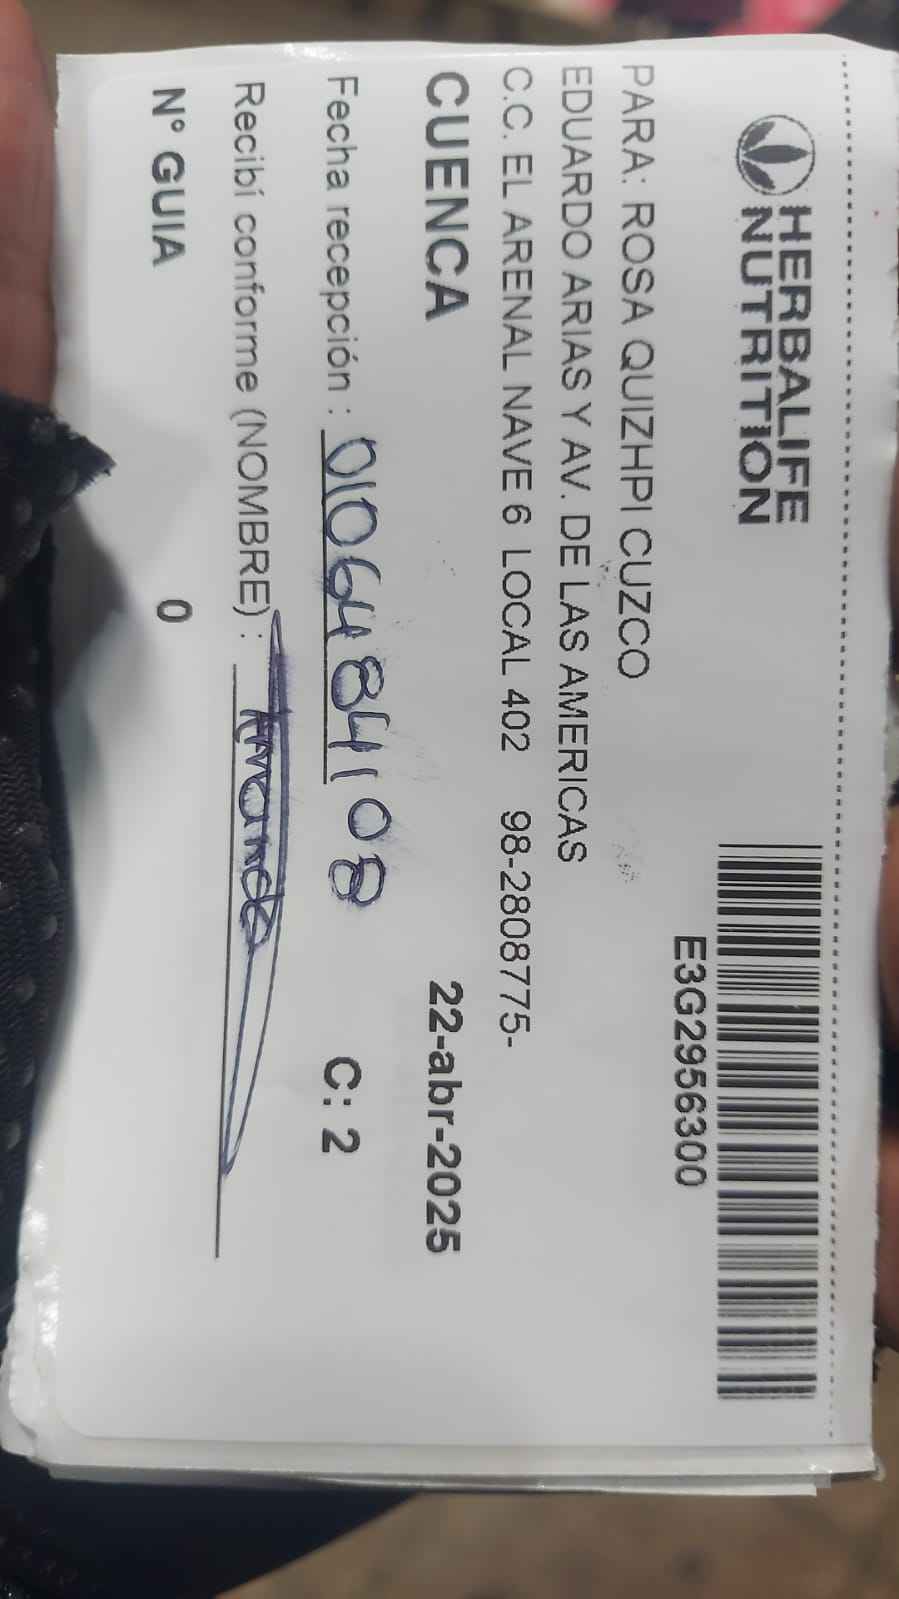 HERBALIFE
NUTRITION
E3G2956300
PARA: ROSA QUIZHPI CUZCO
EDUARDO ARIAS Y AV. DE LAS AMERICAS
C.C. EL ARENAL NAVE 6 LOCAL 402 98-2808775-
CUENCA 22-abr-2025
Fecha recepción : 0106484108 C: 2
Recibí conforme (NOMBRE) :
N° GUIA 0